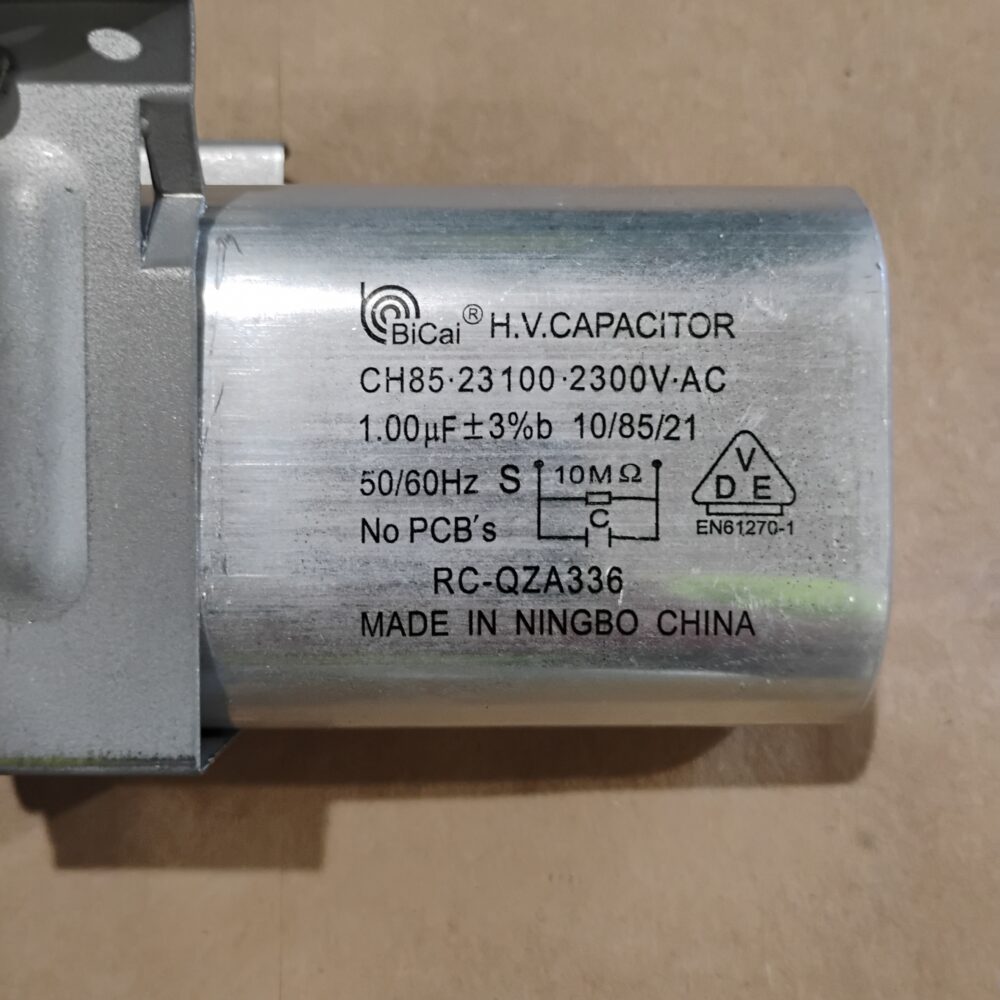 BiCai ® H.V.CAPACITOR
CH85·23100·2300V·AC
1.00μF±3%b 10/85/21
50/60Hz S 10MΩ
C
No PCB's
VDE
EN61270-1
RC-QZA336
MADE IN NINGBO CHINA